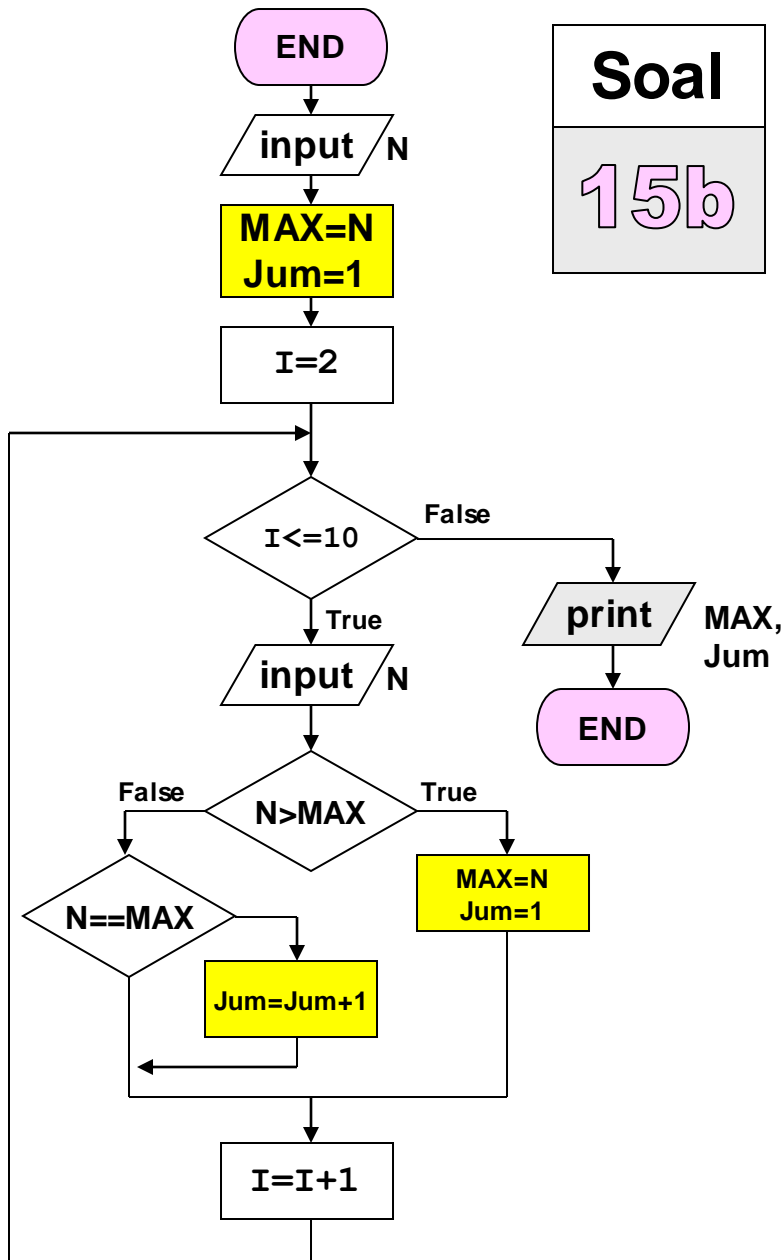 END
Soal
15b
input N
MAX=N
Jum=1
I=2
I<=10
False
True
print
MAX,
Jum
END
input N
N>MAX
False
True
MAX=N
Jum=1
N==MAX
Jum=Jum+1
I=I+1